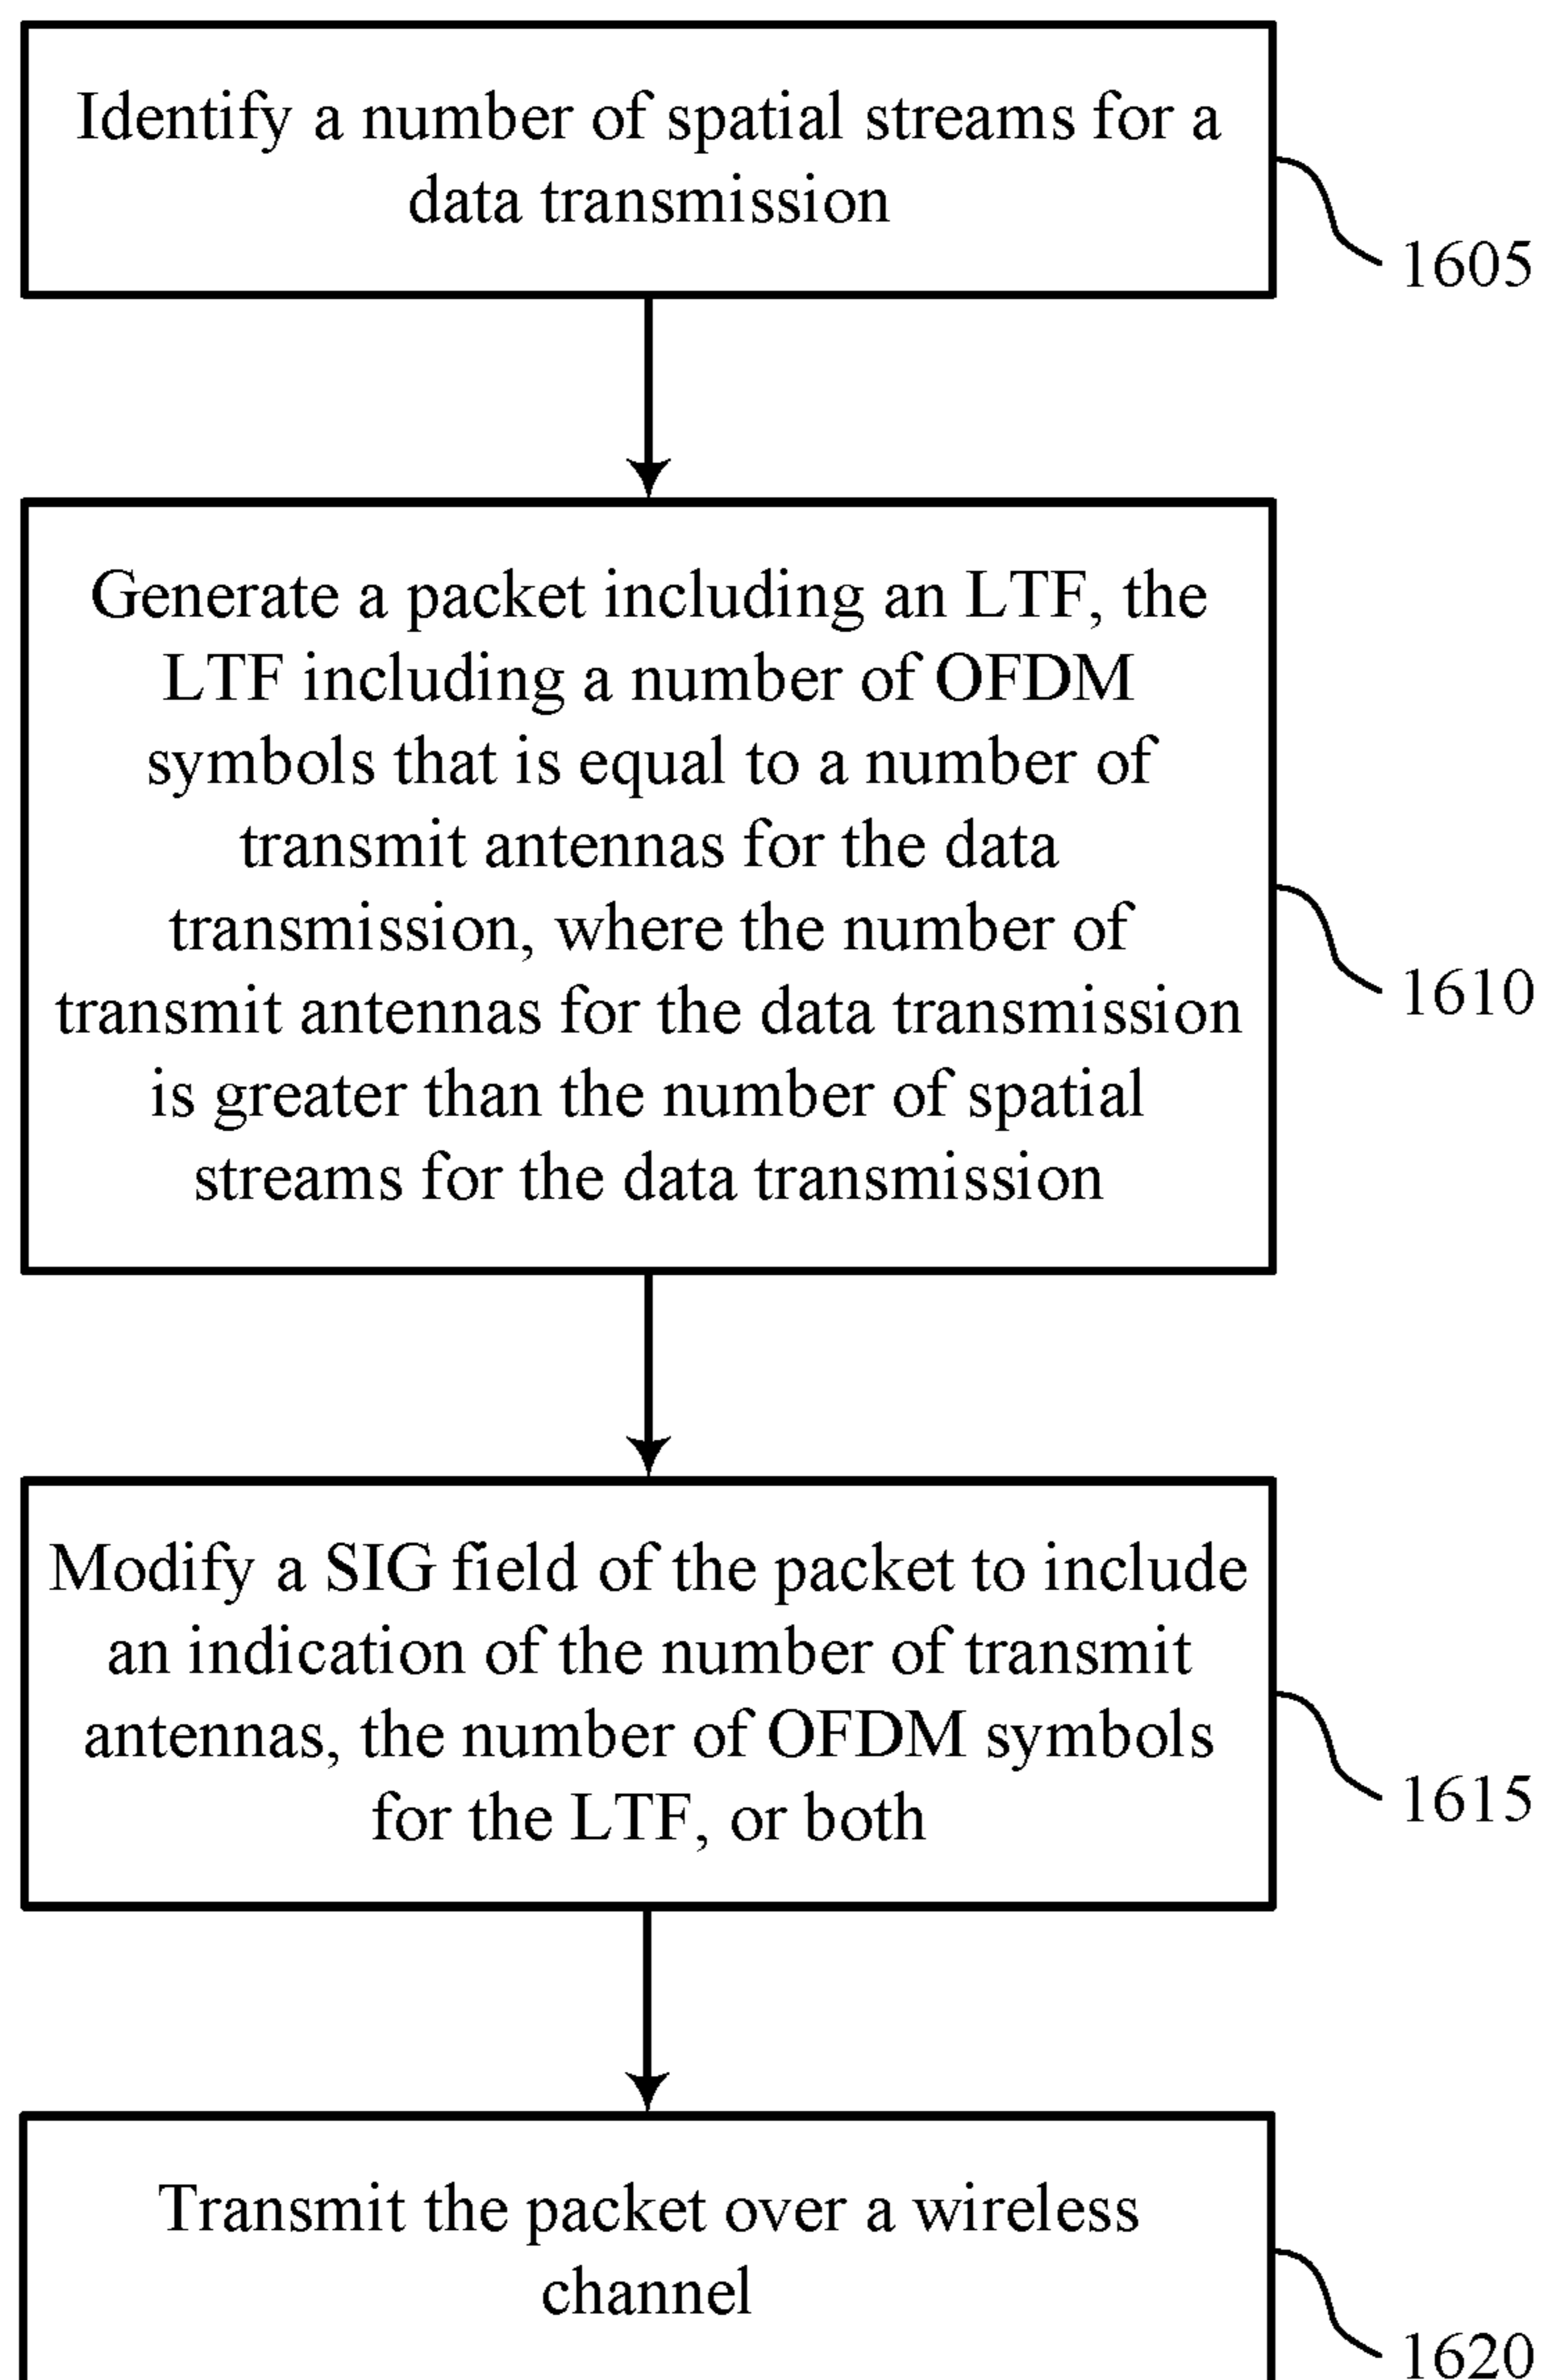 Identify a number of spatial streams for a
data transmission
1605
Generate a packet including an LTF, the
LTF including a number of OFDM
symbols that is equal to a number of
transmit antennas for the data
transmission, where the number of
transmit antennas for the data transmission
is greater than the number of spatial
streams for the data transmission
1610
Modify a SIG field of the packet to include
an indication of the number of transmit
antennas, the number of OFDM symbols
for the LTF, or both
1615
Transmit the packet over a wireless
channel
1620